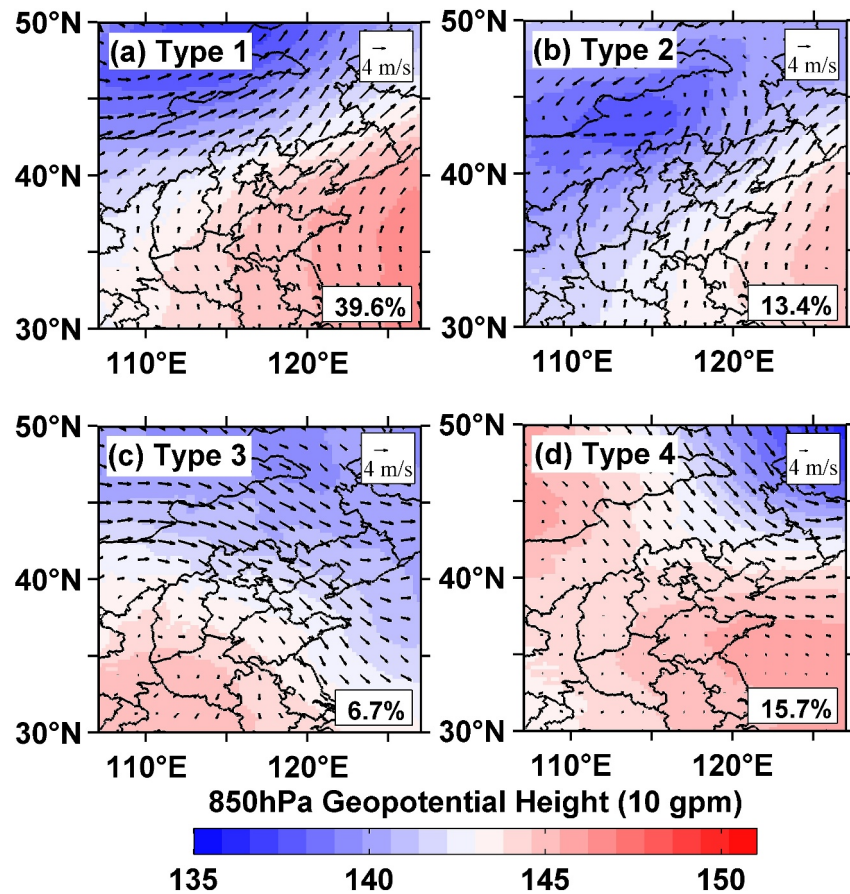 50°N
(a) Type 1
4 m/s
40°N
30°N
39.6%
110°E
120°E
50°N
(b) Type 2
4 m/s
40°N
30°N
13.4%
110°E
120°E
50°N
(c) Type 3
4 m/s
40°N
30°N
6.7%
110°E
120°E
50°N
(d) Type 4
4 m/s
40°N
30°N
15.7%
110°E
120°E
850hPa Geopotential Height (10 gpm)
135 140 145 150